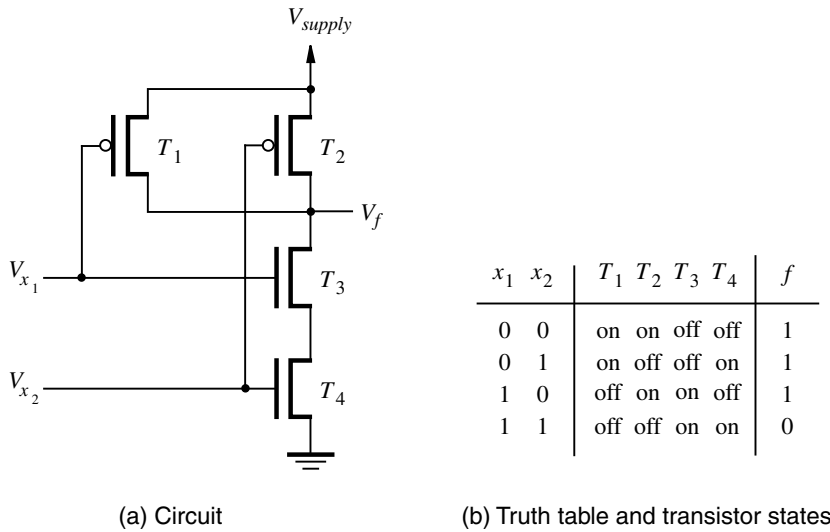 V_supply
T_1
T_2
V_f
V_x_1
T_3
V_x_2
T_4
x_1 x_2 T_1 T_2 T_3 T_4 f
0 0 on on off off 1
0 1 on off off on 1
1 0 off on on off 1
1 1 off off on on 0
(a) Circuit
(b) Truth table and transistor states